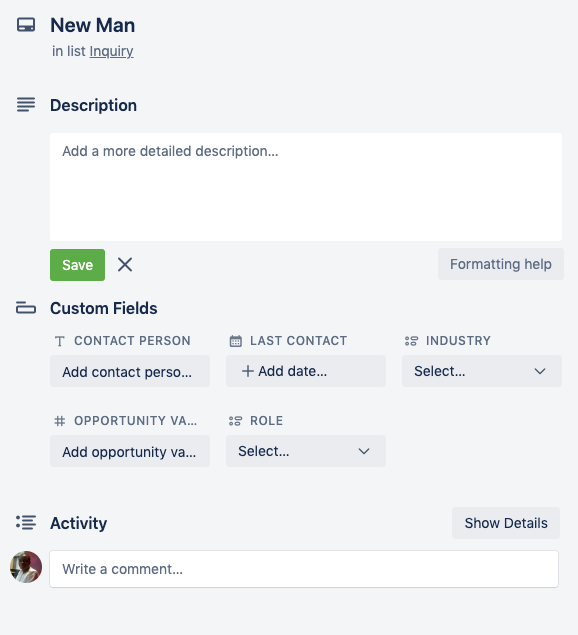 New Man
in list Inquiry
Description
Add a more detailed description...
Save
Formatting help
Custom Fields
CONTACT PERSON
LAST CONTACT
INDUSTRY
Add contact perso...
Add date...
Select...
OPPORTUNITY VA...
ROLE
Add opportunity va...
Select...
Activity
Show Details
Write a comment...